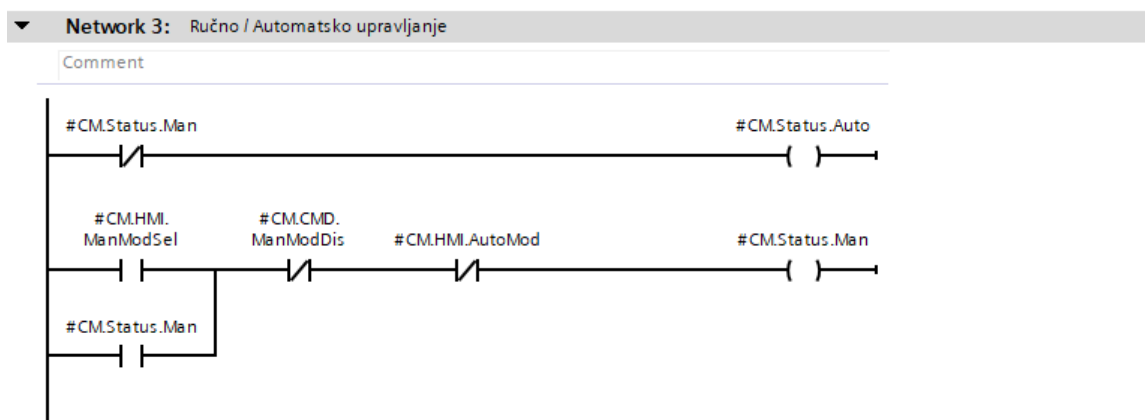 Network 3: Ručno / Automatsko upravljanje
Comment
#CM.Status.Man
#CM.Status.Auto
#CM.HMI.
ManModSel
#CM.CMD.
ManModDis
#CM.HMI.AutoMod
#CM.Status.Man
#CM.Status.Man